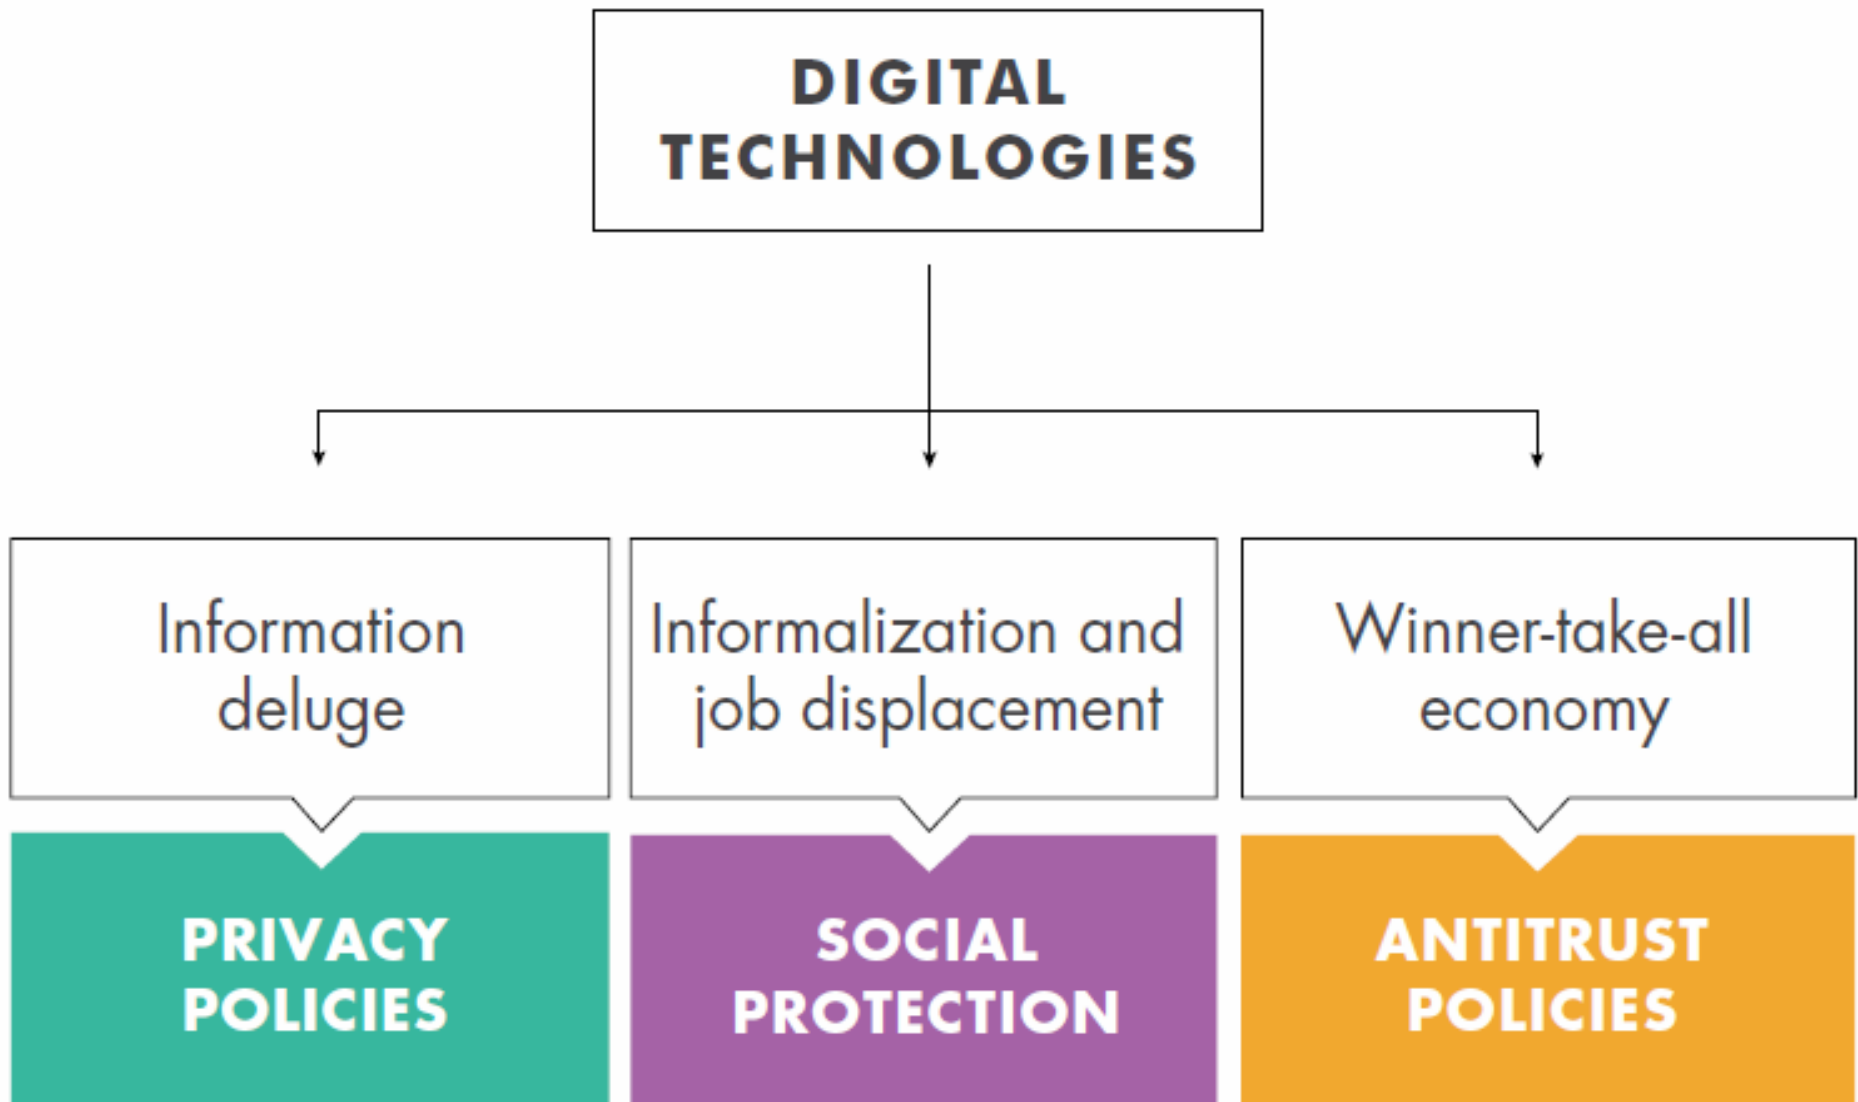 DIGITAL
TECHNOLOGIES
Information
deluge
Informalization and
job displacement
Winner-take-all
economy
PRIVACY
POLICIES
SOCIAL
PROTECTION
ANTITRUST
POLICIES